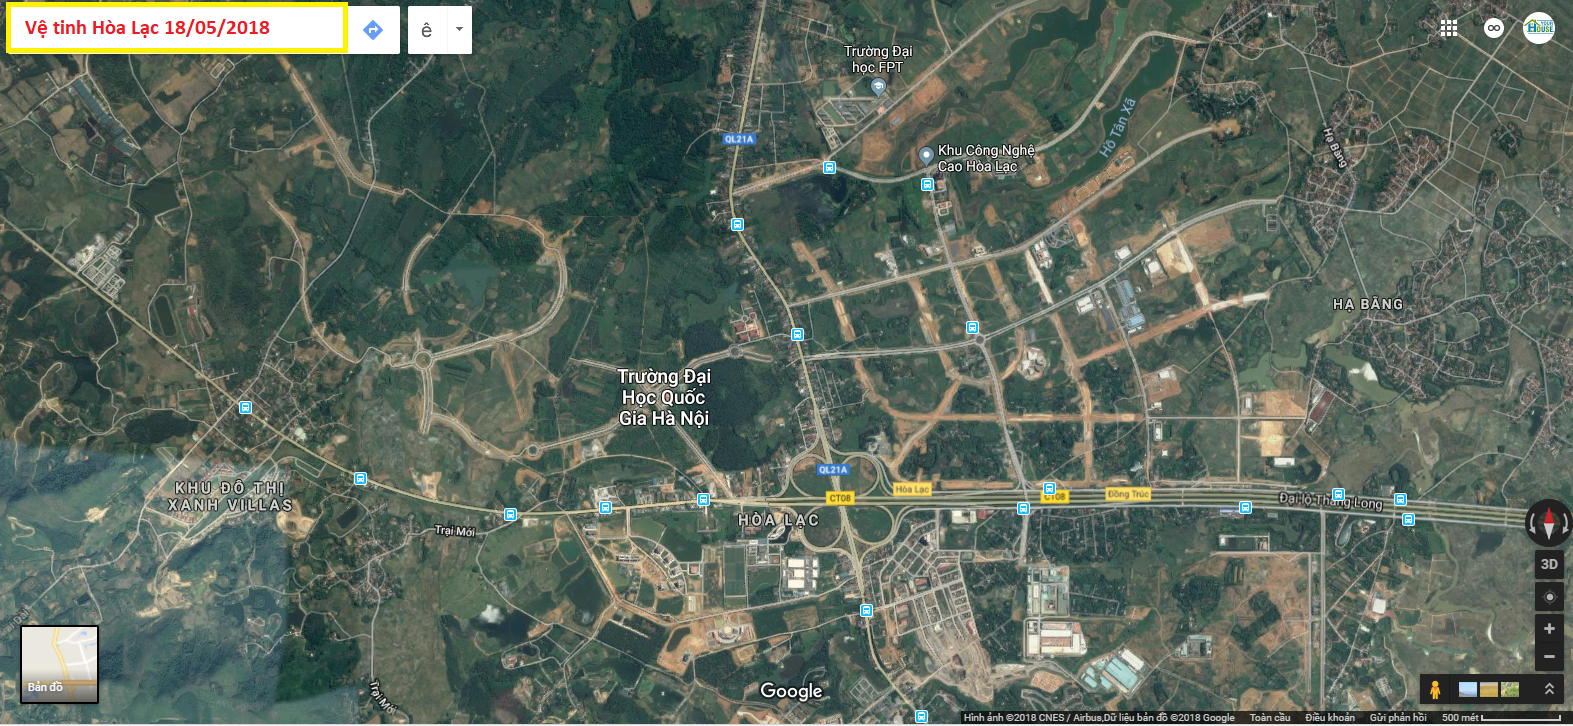 Vệ tinh Hòa Lạc 18/05/2018
ê
YOUR
HOUSE
Trường Đại
học FPT
QL21A
Hồ Tân Xã
Hạ Bằng
Khu Công Nghệ
Cao Hòa Lạc
HẠ BẰNG
Trường Đại
Học Quốc
Gia Hà Nội
QL21A
KHU ĐÔ THỊ
XANH VILLAS
CT08
Hòa Lạc
CT08
Đồng Trúc
Đại lộ Thăng Long
HÒA LẠC
Trại Mới
3D
Trại Mới
Bản đồ
Google
Hình ảnh ©2018 CNES / Airbus,Dữ liệu bản đồ ©2018 Google Toàn cầu Điều khoản Gửi phản hồi 500 mét